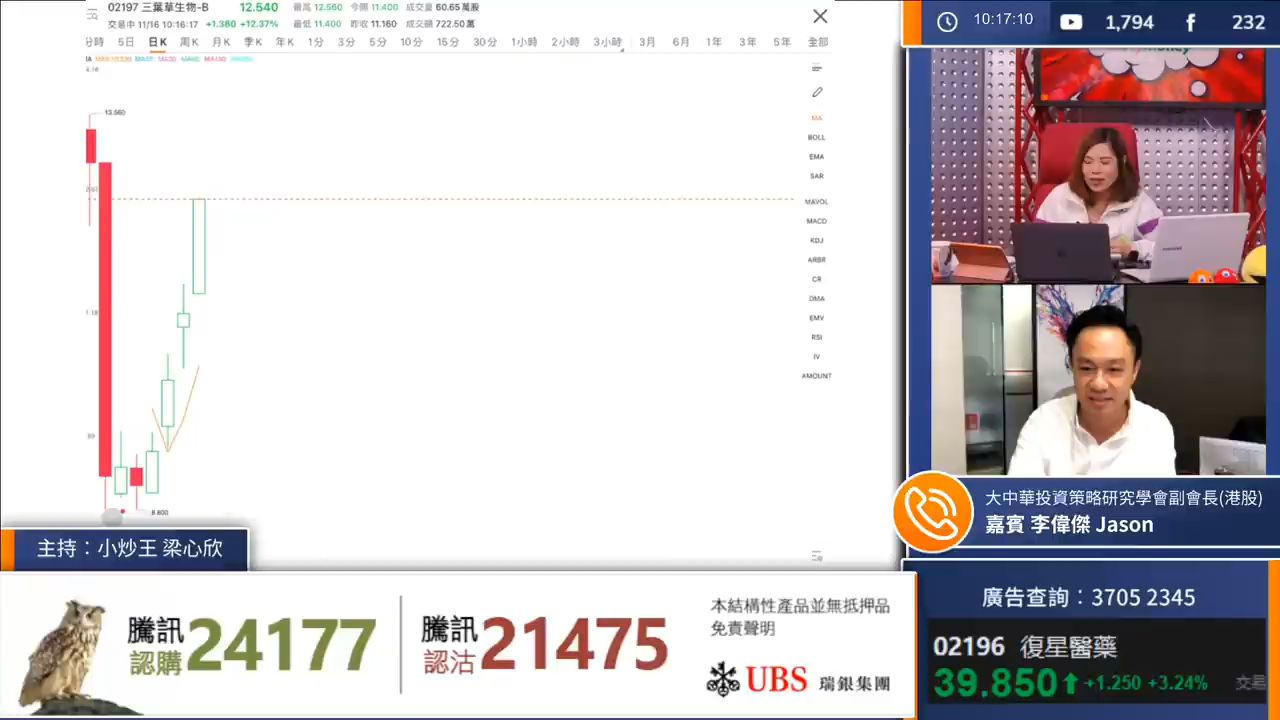 02197 三葉草生物-B
12.540
最高 12.560 今開 11.400 成交量 60.65 萬股
交易中 11/16 10:16:17
+1.380 +12.37%
最低 11.400 昨收 11.160 成交額 722.50 萬
分時 5日 日K 周K 月K 季K 年K 1分 3分 5分 10分 15分 30分 1小時 2小時 3小時 3月 6月 1年 3年 5年 全部
13.560
8.600
MA
BOLL
EMA
SAR
MAVOL
MACD
KDJ
ARBR
CR
DMA
EMV
RSI
IV
AMOUNT
10:17:10
1,794
232
money
SAMSUNG
大中華投資策略研究學會副會長(港股)
嘉賓 李偉傑 Jason
主持：小炒王 梁心欣
騰訊
認購
24177
騰訊
認沽
21475
本結構性產品並無抵押品
免責聲明
UBS 瑞銀集團
廣告查詢：3705 2345
02196 復星醫藥
39.850 +1.250 +3.24%